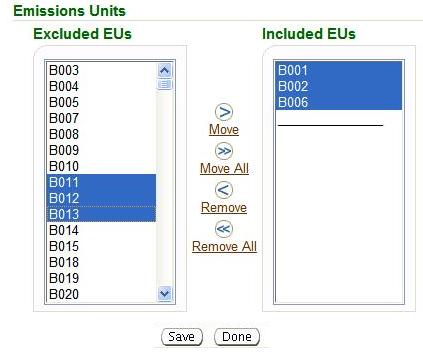 Emissions Units
Excluded EUs
B003
B004
B005
B007
B008
B009
B010
B011
B012
B013
B014
B015
B018
B019
B020
>
Move
>>
Move All
<
Remove
<<
Remove All
Included EUs
B001
B002
B006
Save Done